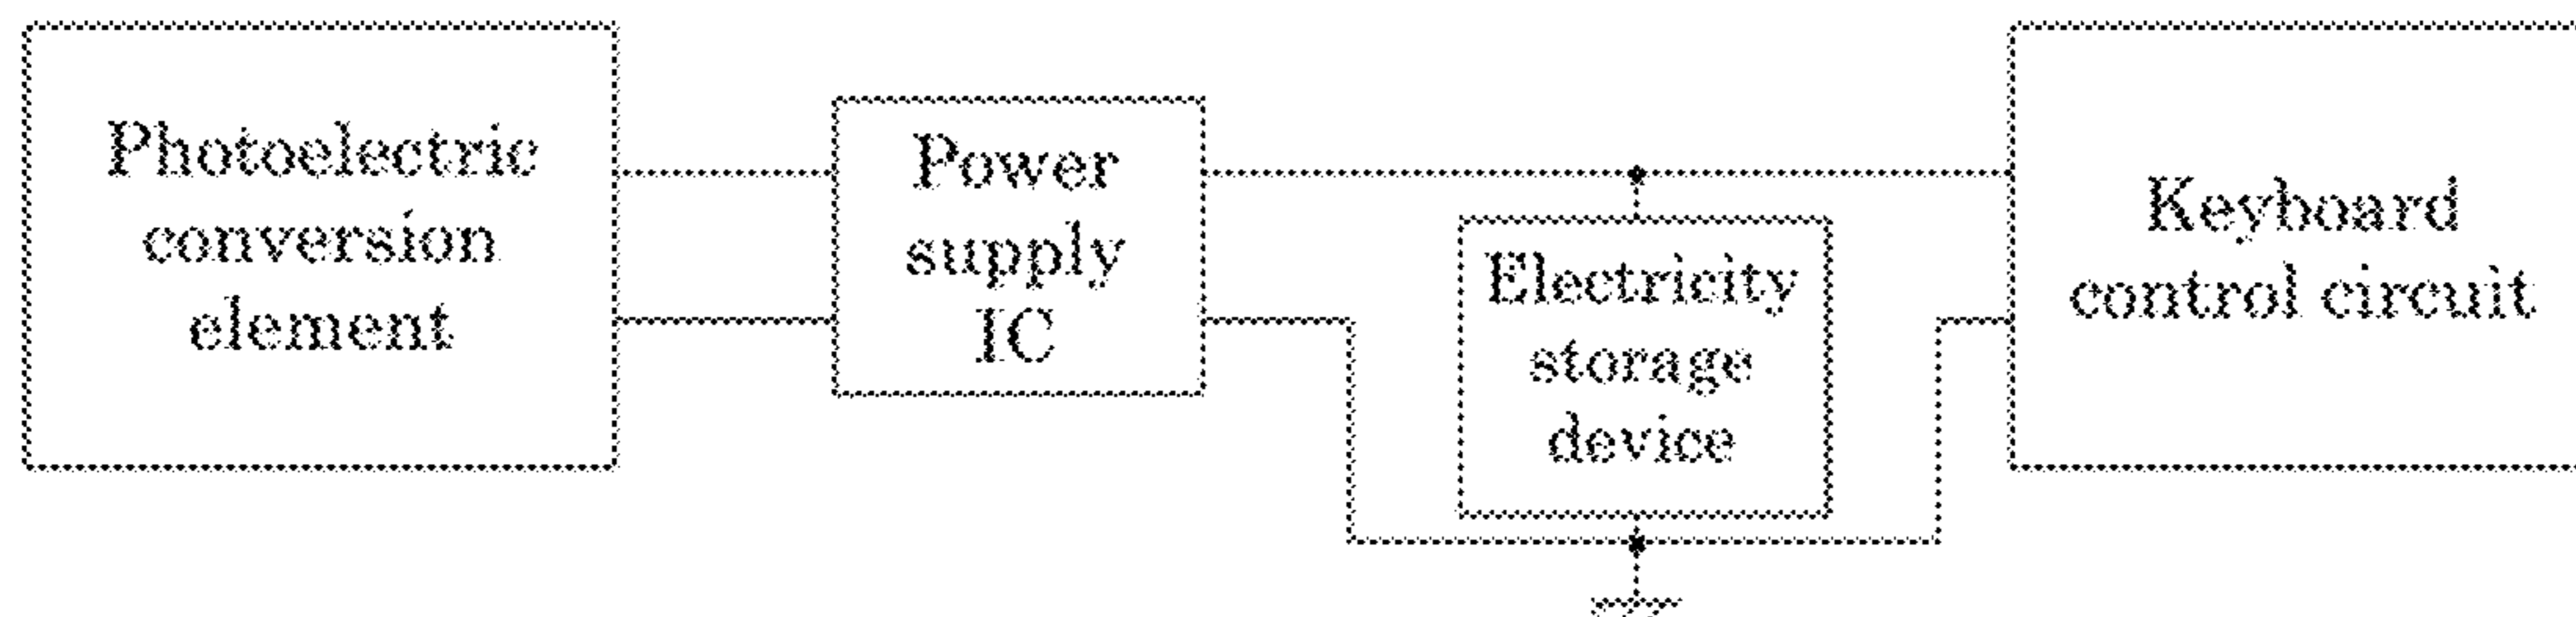 Photoelectric
conversion
element
Power
supply
IC
Electricity
storage
device
Keyboard
control circuit